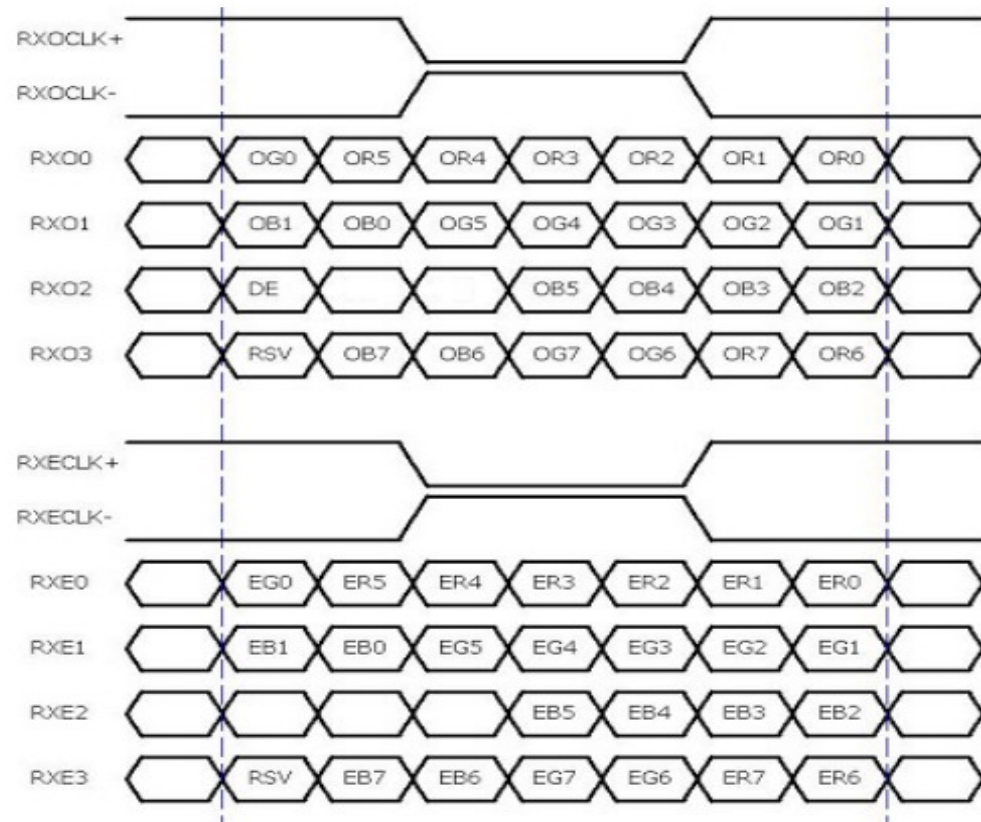 RXOCLK+
RXOCLK-
RXO0 OG0 OR5 OR4 OR3 OR2 OR1 OR0
RXO1 OB1 OB0 OG5 OG4 OG3 OG2 OG1
RXO2 DE OB5 OB4 OB3 OB2
RXO3 RSV OB7 OB6 OG7 OG6 OR7 OR6
RXECLK+
RXECLK-
RXE0 EG0 ER5 ER4 ER3 ER2 ER1 ER0
RXE1 EB1 EB0 EG5 EG4 EG3 EG2 EG1
RXE2 EB5 EB4 EB3 EB2
RXE3 RSV EB7 EB6 EG7 EG6 ER7 ER6